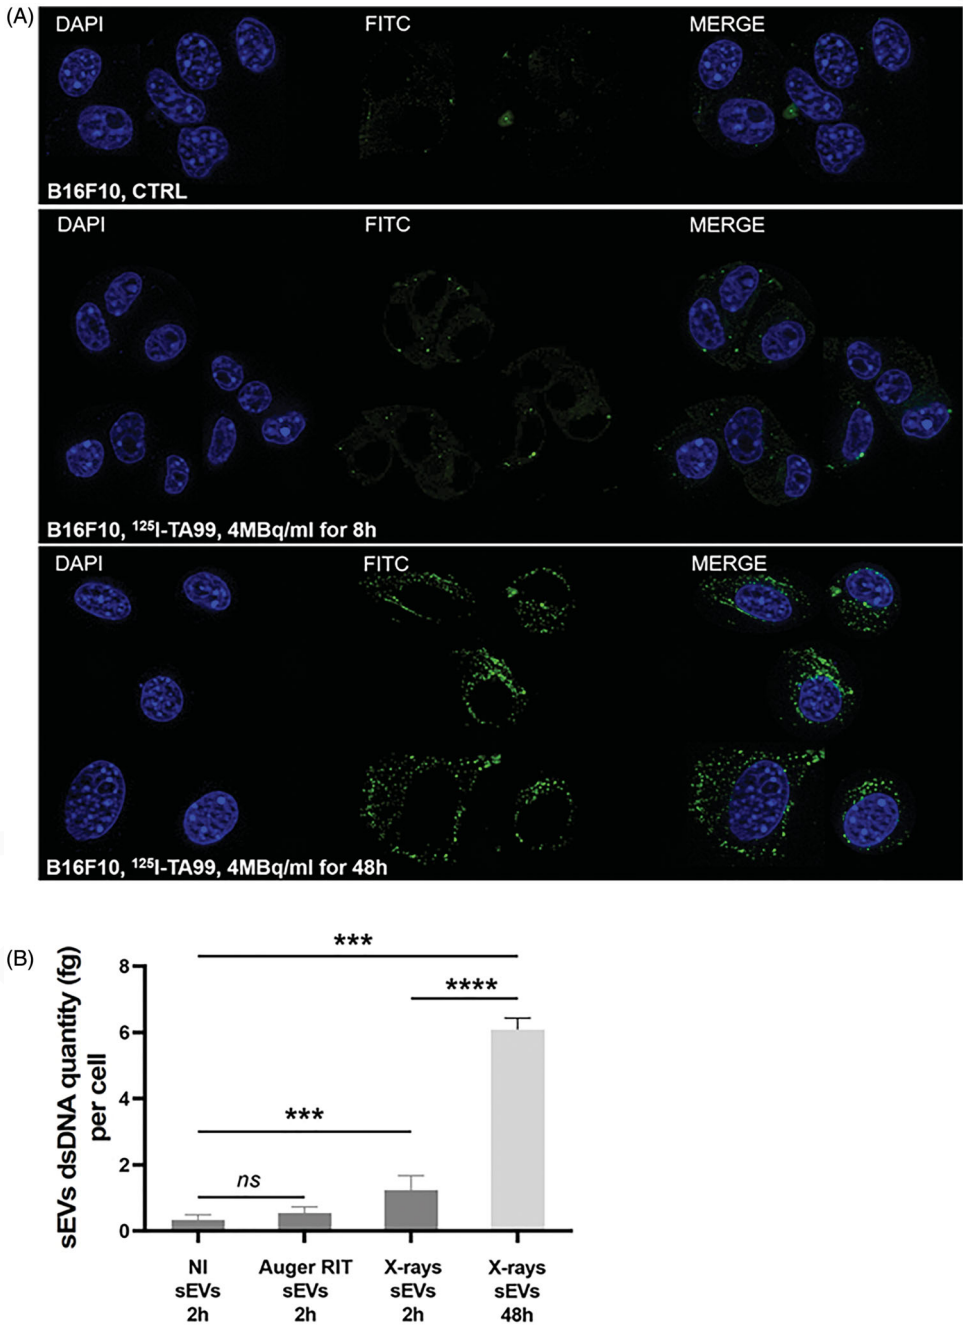 (A)
DAPI FITC MERGE
B16F10, CTRL
DAPI FITC MERGE
B16F10, ¹²⁵I-TA99, 4MBq/ml for 8h
DAPI FITC MERGE
B16F10, ¹²⁵I-TA99, 4MBq/ml for 48h
(B)
sEVs dsDNA quantity (fg)
per cell
8
6
4
2
0
***
****
***
ns
NI Auger RIT X-rays X-rays
sEVs sEVs sEVs sEVs
2h 2h 2h 48h